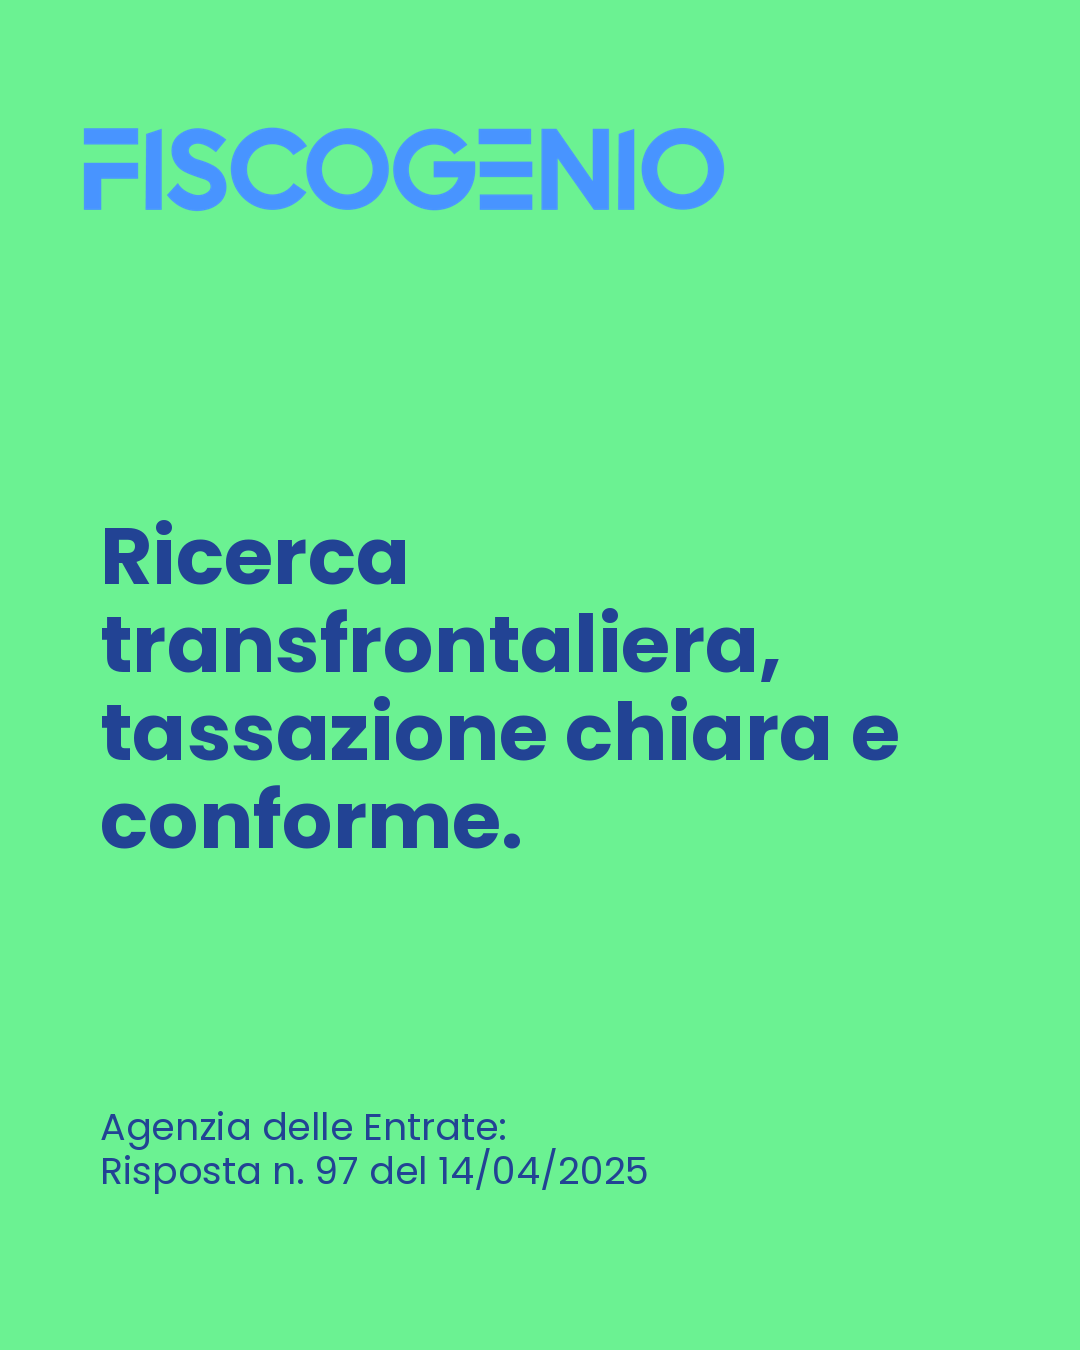 FISCOGENIO
Ricerca
transfrontaliera,
tassazione chiara e
conforme.
Agenzia delle Entrate:
Risposta n. 97 del 14/04/2025